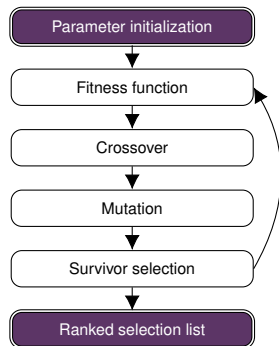 Parameter initialization
Fitness function
Crossover
Mutation
Survivor selection
Ranked selection list